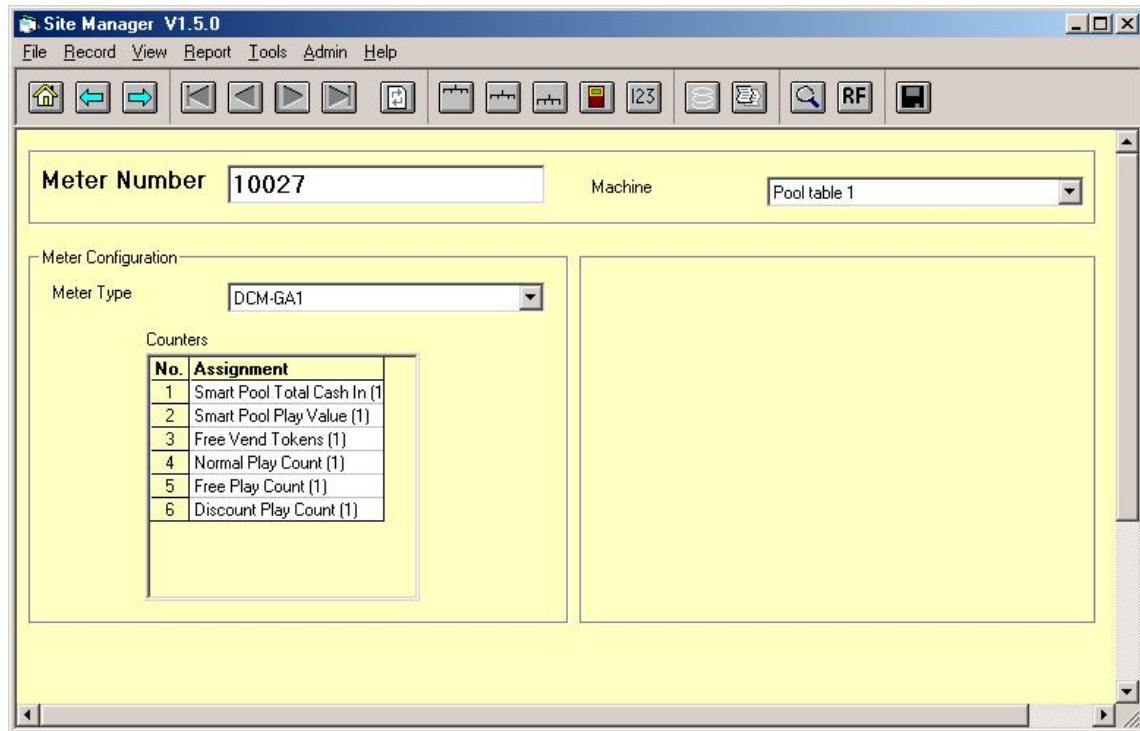 Site Manager V1.5.0
File Record View Report Tools Admin Help
123 RF
Meter Number 10027 Machine Pool table 1
Meter Configuration
Meter Type DCM-GA1
Counters
No. Assignment
1 Smart Pool Total Cash In (1
2 Smart Pool Play Value (1)
3 Free Vend Tokens (1)
4 Normal Play Count (1)
5 Free Play Count (1)
6 Discount Play Count (1)